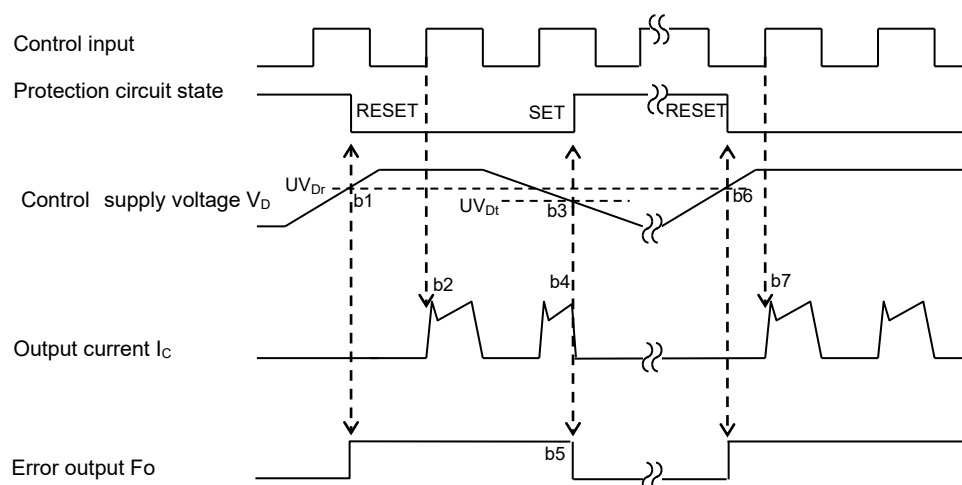 Control input
Protection circuit state
RESET
SET
RESET
UVDr
b1
b6
Control supply voltage VD
UVDt
b3
b2
b4
b7
Output current IC
b5
Error output Fo